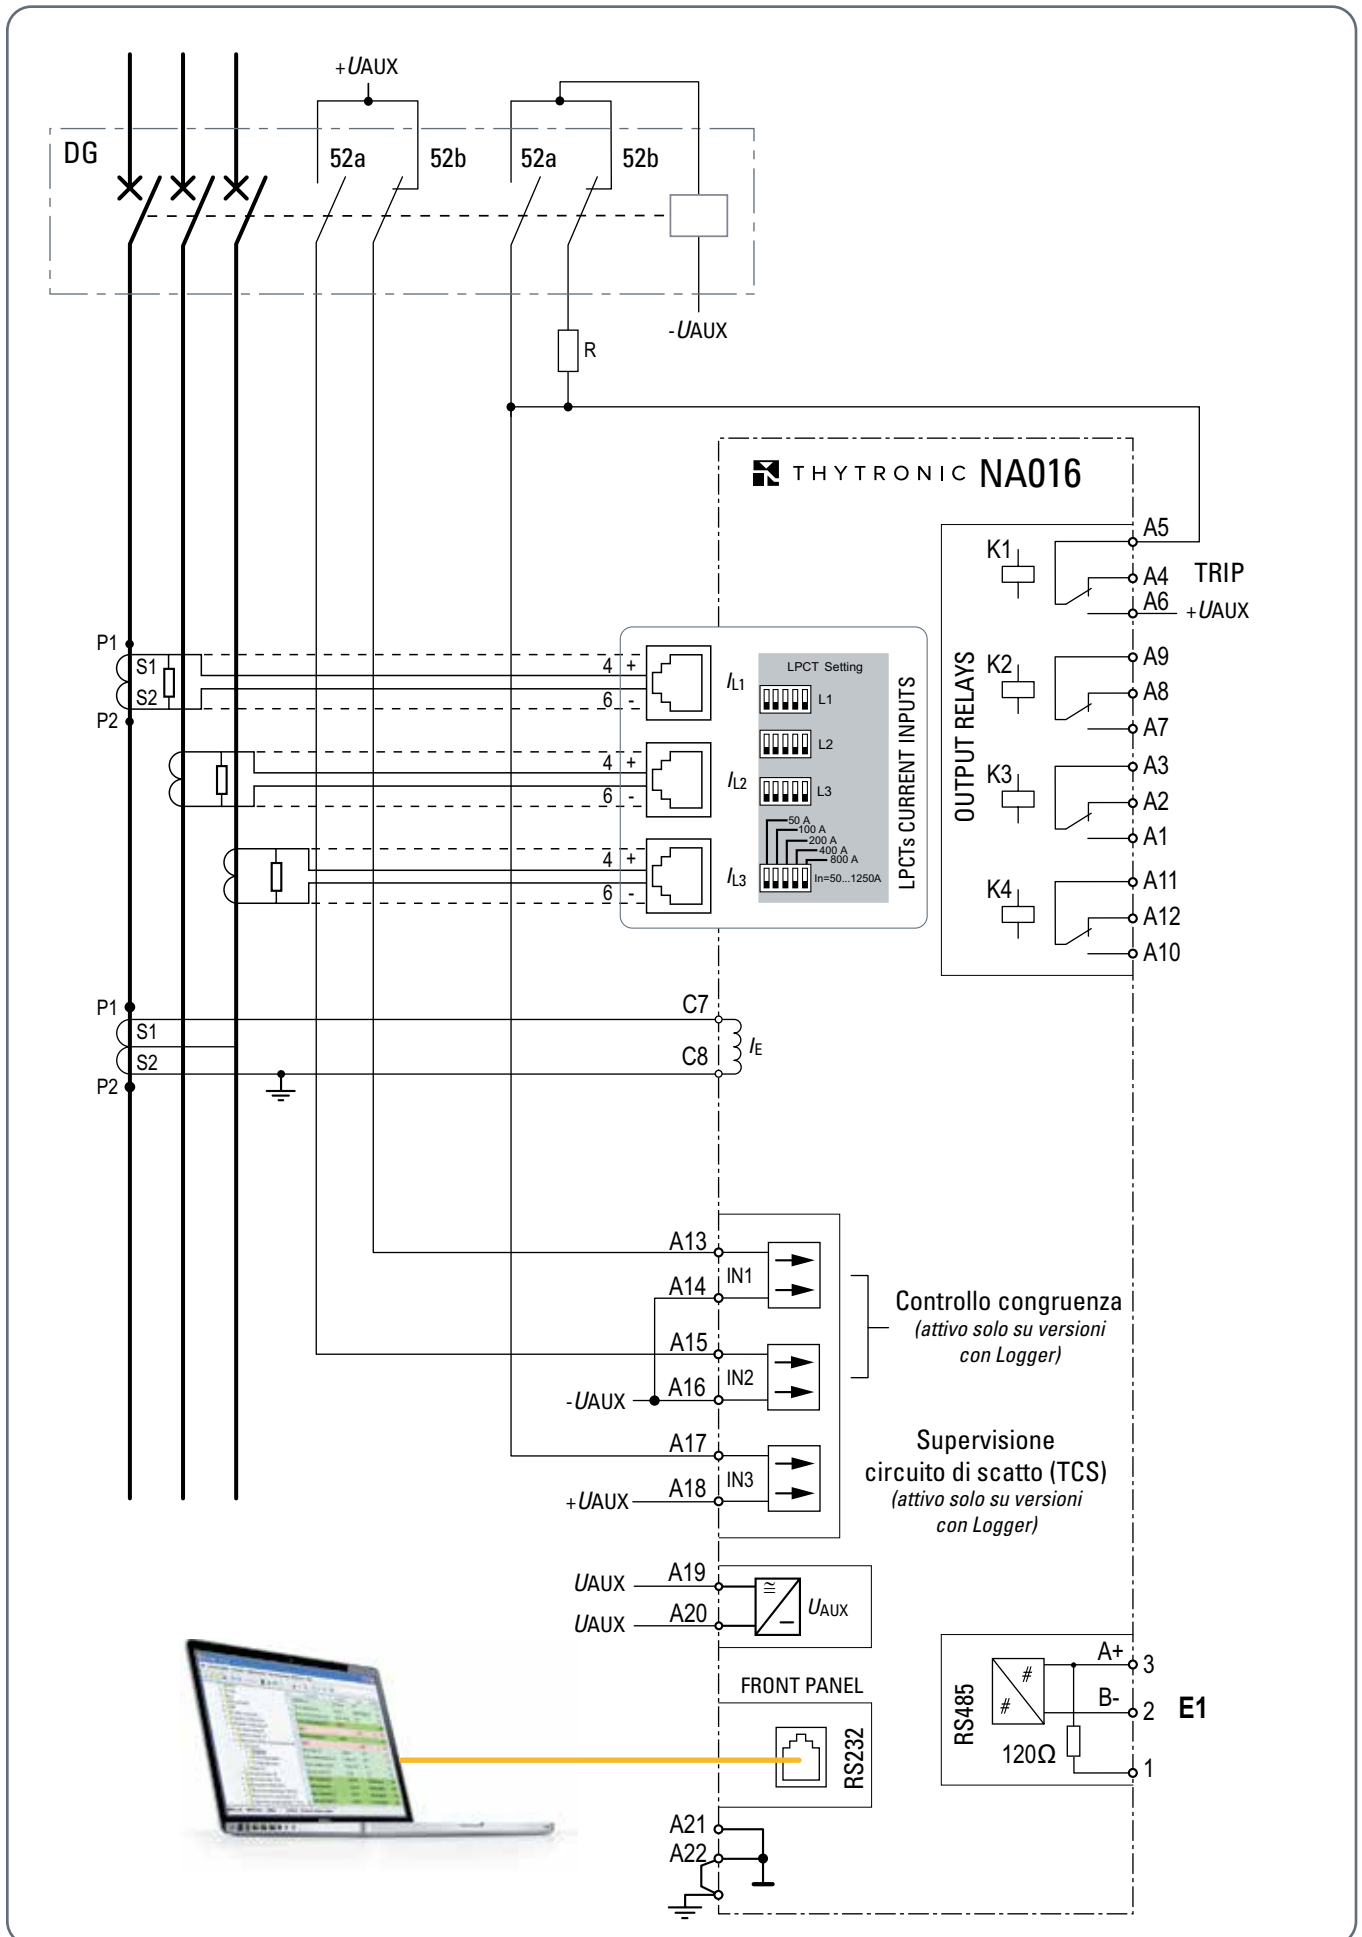 +UAUX
DG
52a
52b
52a
52b
-UAUX
R
THYTRONIC NA016
A5
K1
A4
TRIP
A6
+UAUX
OUTPUT RELAYS
K2
A9
A8
A7
K3
A3
A2
A1
K4
A11
A12
A10
P1
S1
S2
P2
4 +
6 -
IL1
4 +
6 -
IL2
4 +
6 -
IL3
LPCT Setting
L1
L2
L3
50 A
100 A
200 A
400 A
800 A
In=50...1250A
LPCTs CURRENT INPUTS
P1
S1
S2
P2
C7
C8
IE
A13
IN1
A14
A15
IN2
-UAUX
A16
A17
IN3
+UAUX
A18
Controllo congruenza
(attivo solo su versioni
con Logger)
Supervisione
circuito di scatto (TCS)
(attivo solo su versioni
con Logger)
UAUX
A19
UAUX
A20
≅
UAUX
FRONT PANEL
RS232
RS485
#
#
A+
3
B-
2
E1
120Ω
1
A21
A22